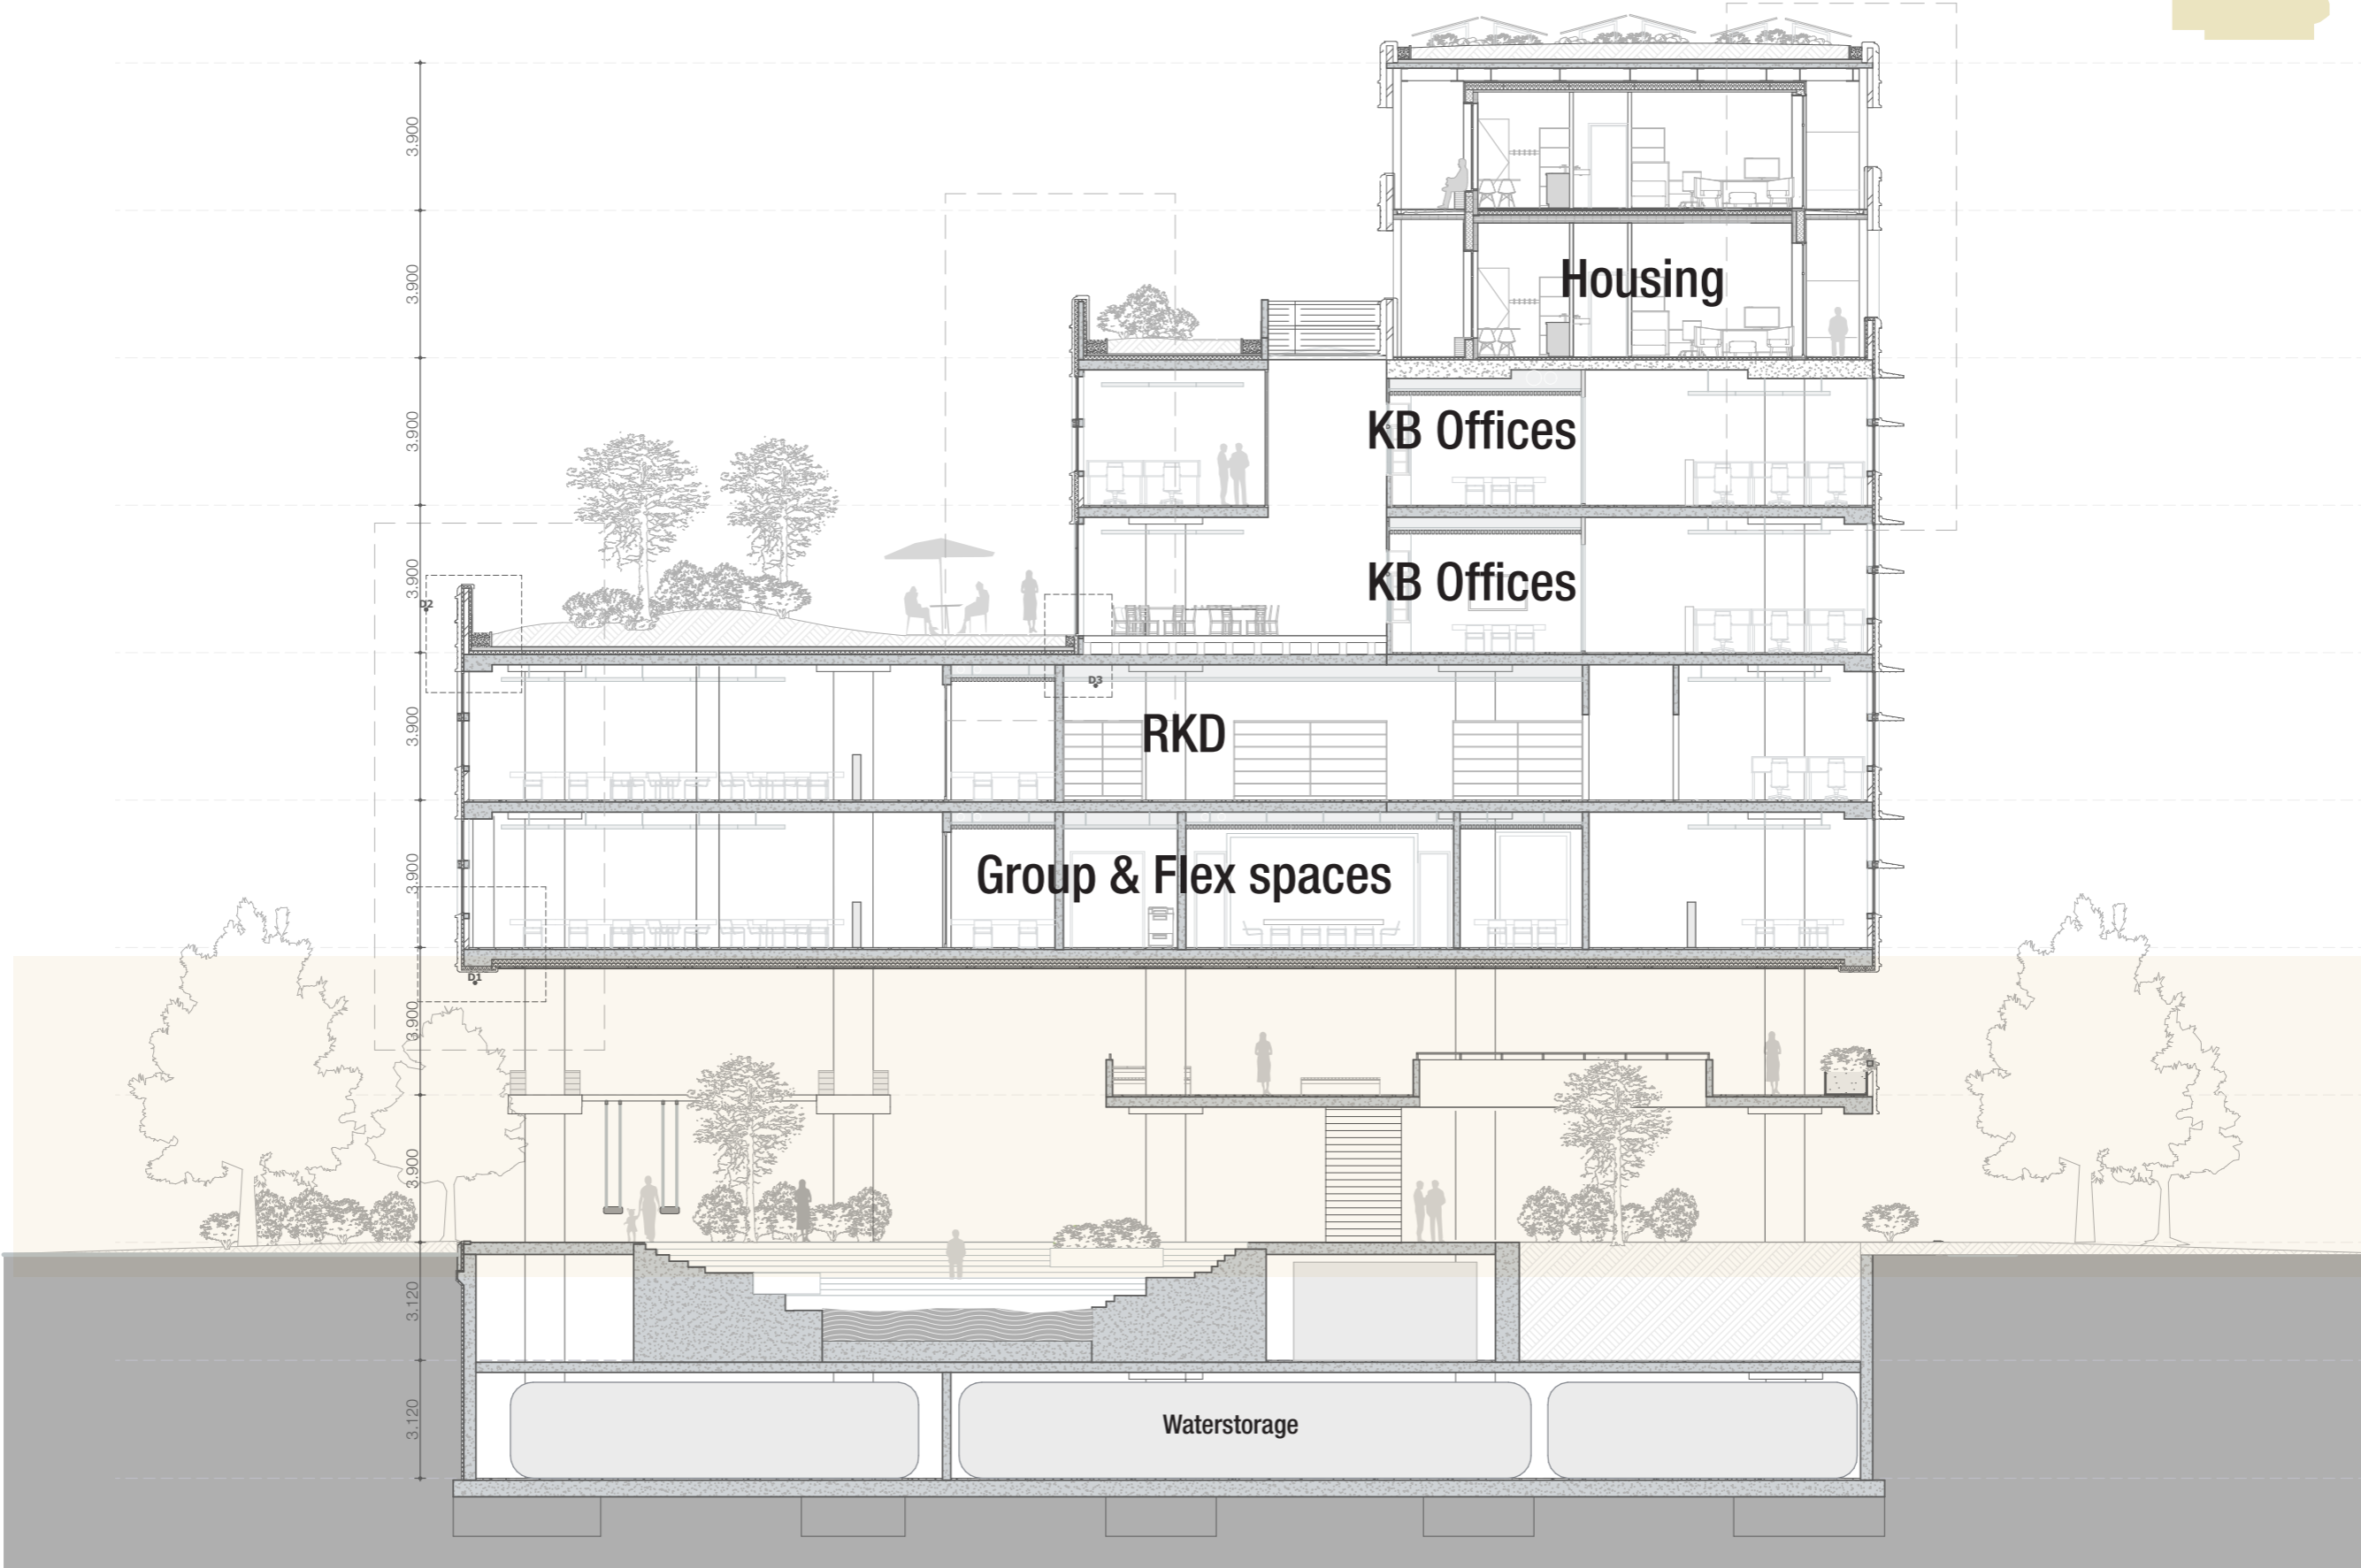 3.900
3.900
Housing
3.900
KB Offices
3.900
KB Offices
D2
D3
3.900
RKD
3.900
Group & Flex spaces
D1
3.900
3.900
3.120
3.120
Waterstorage